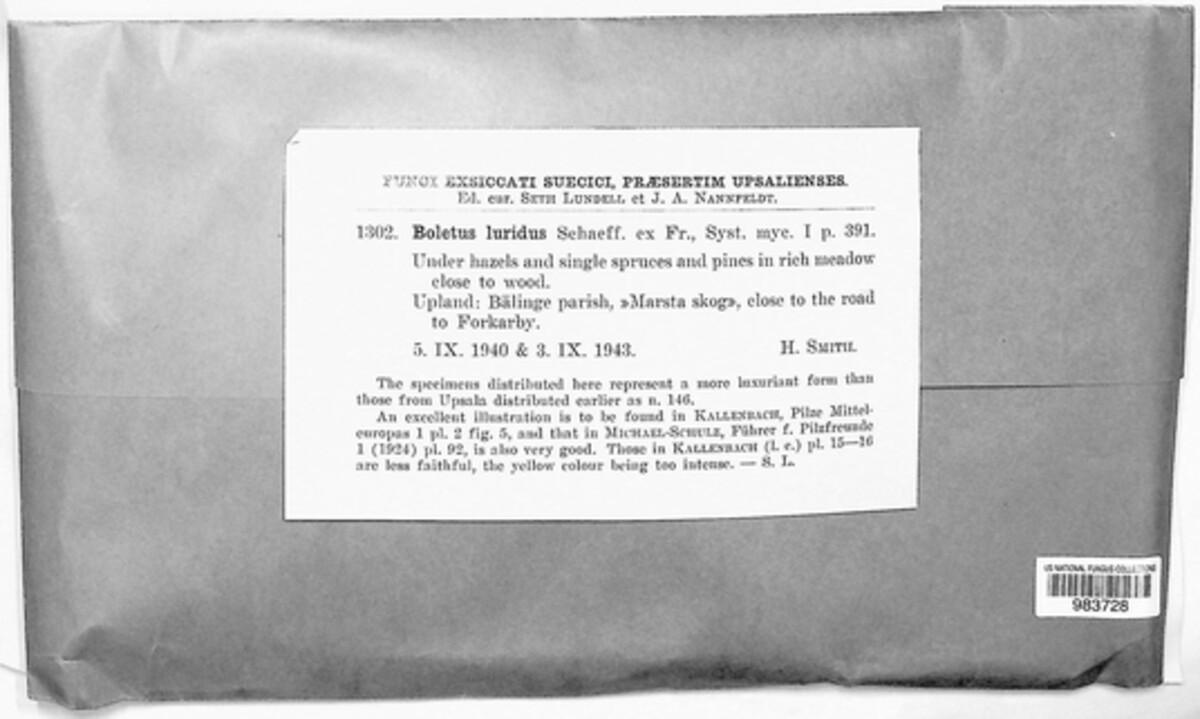 FUNGI EXSICCATI SUECICI, PRÆSERTIM UPSALIENSES.
Ed. cur. SETH LUNDELL et J. A. NANNFELDT.
1302. Boletus luridus Schaeff. ex Fr., Syst. myc. I p. 391.
Under hazels and single spruces and pines in rich meadow
close to wood.
Upland: Bälinge parish, »Marsta skog», close to the road
to Forkarby.
5. IX. 1940 & 3. IX. 1943. H. SMITH.
The specimens distributed here represent a more luxuriant form than
those from Upsala distributed earlier as n. 146.
An excellent illustration is to be found in KALLENBACH, Pilze Mittel-
europas 1 pl. 2 fig. 5, and that in MICHAEL-SCHULZ, Führer f. Pilzfreunde
1 (1924) pl. 92, is also very good. Those in KALLENBACH (l. c.) pl. 15—16
are less faithful, the yellow colour being too intense. — S. L.
US NATIONAL FUNGUS COLLECTIONS
983728